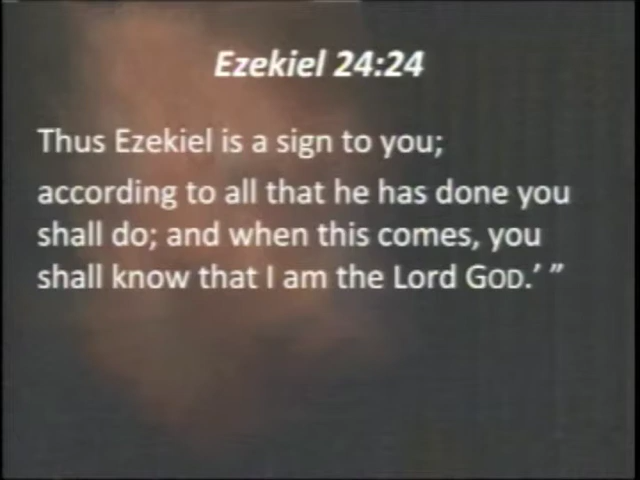 Ezekiel 24:24
Thus Ezekiel is a sign to you;
according to all that he has done you
shall do; and when this comes, you
shall know that I am the Lord GOD.’ ”